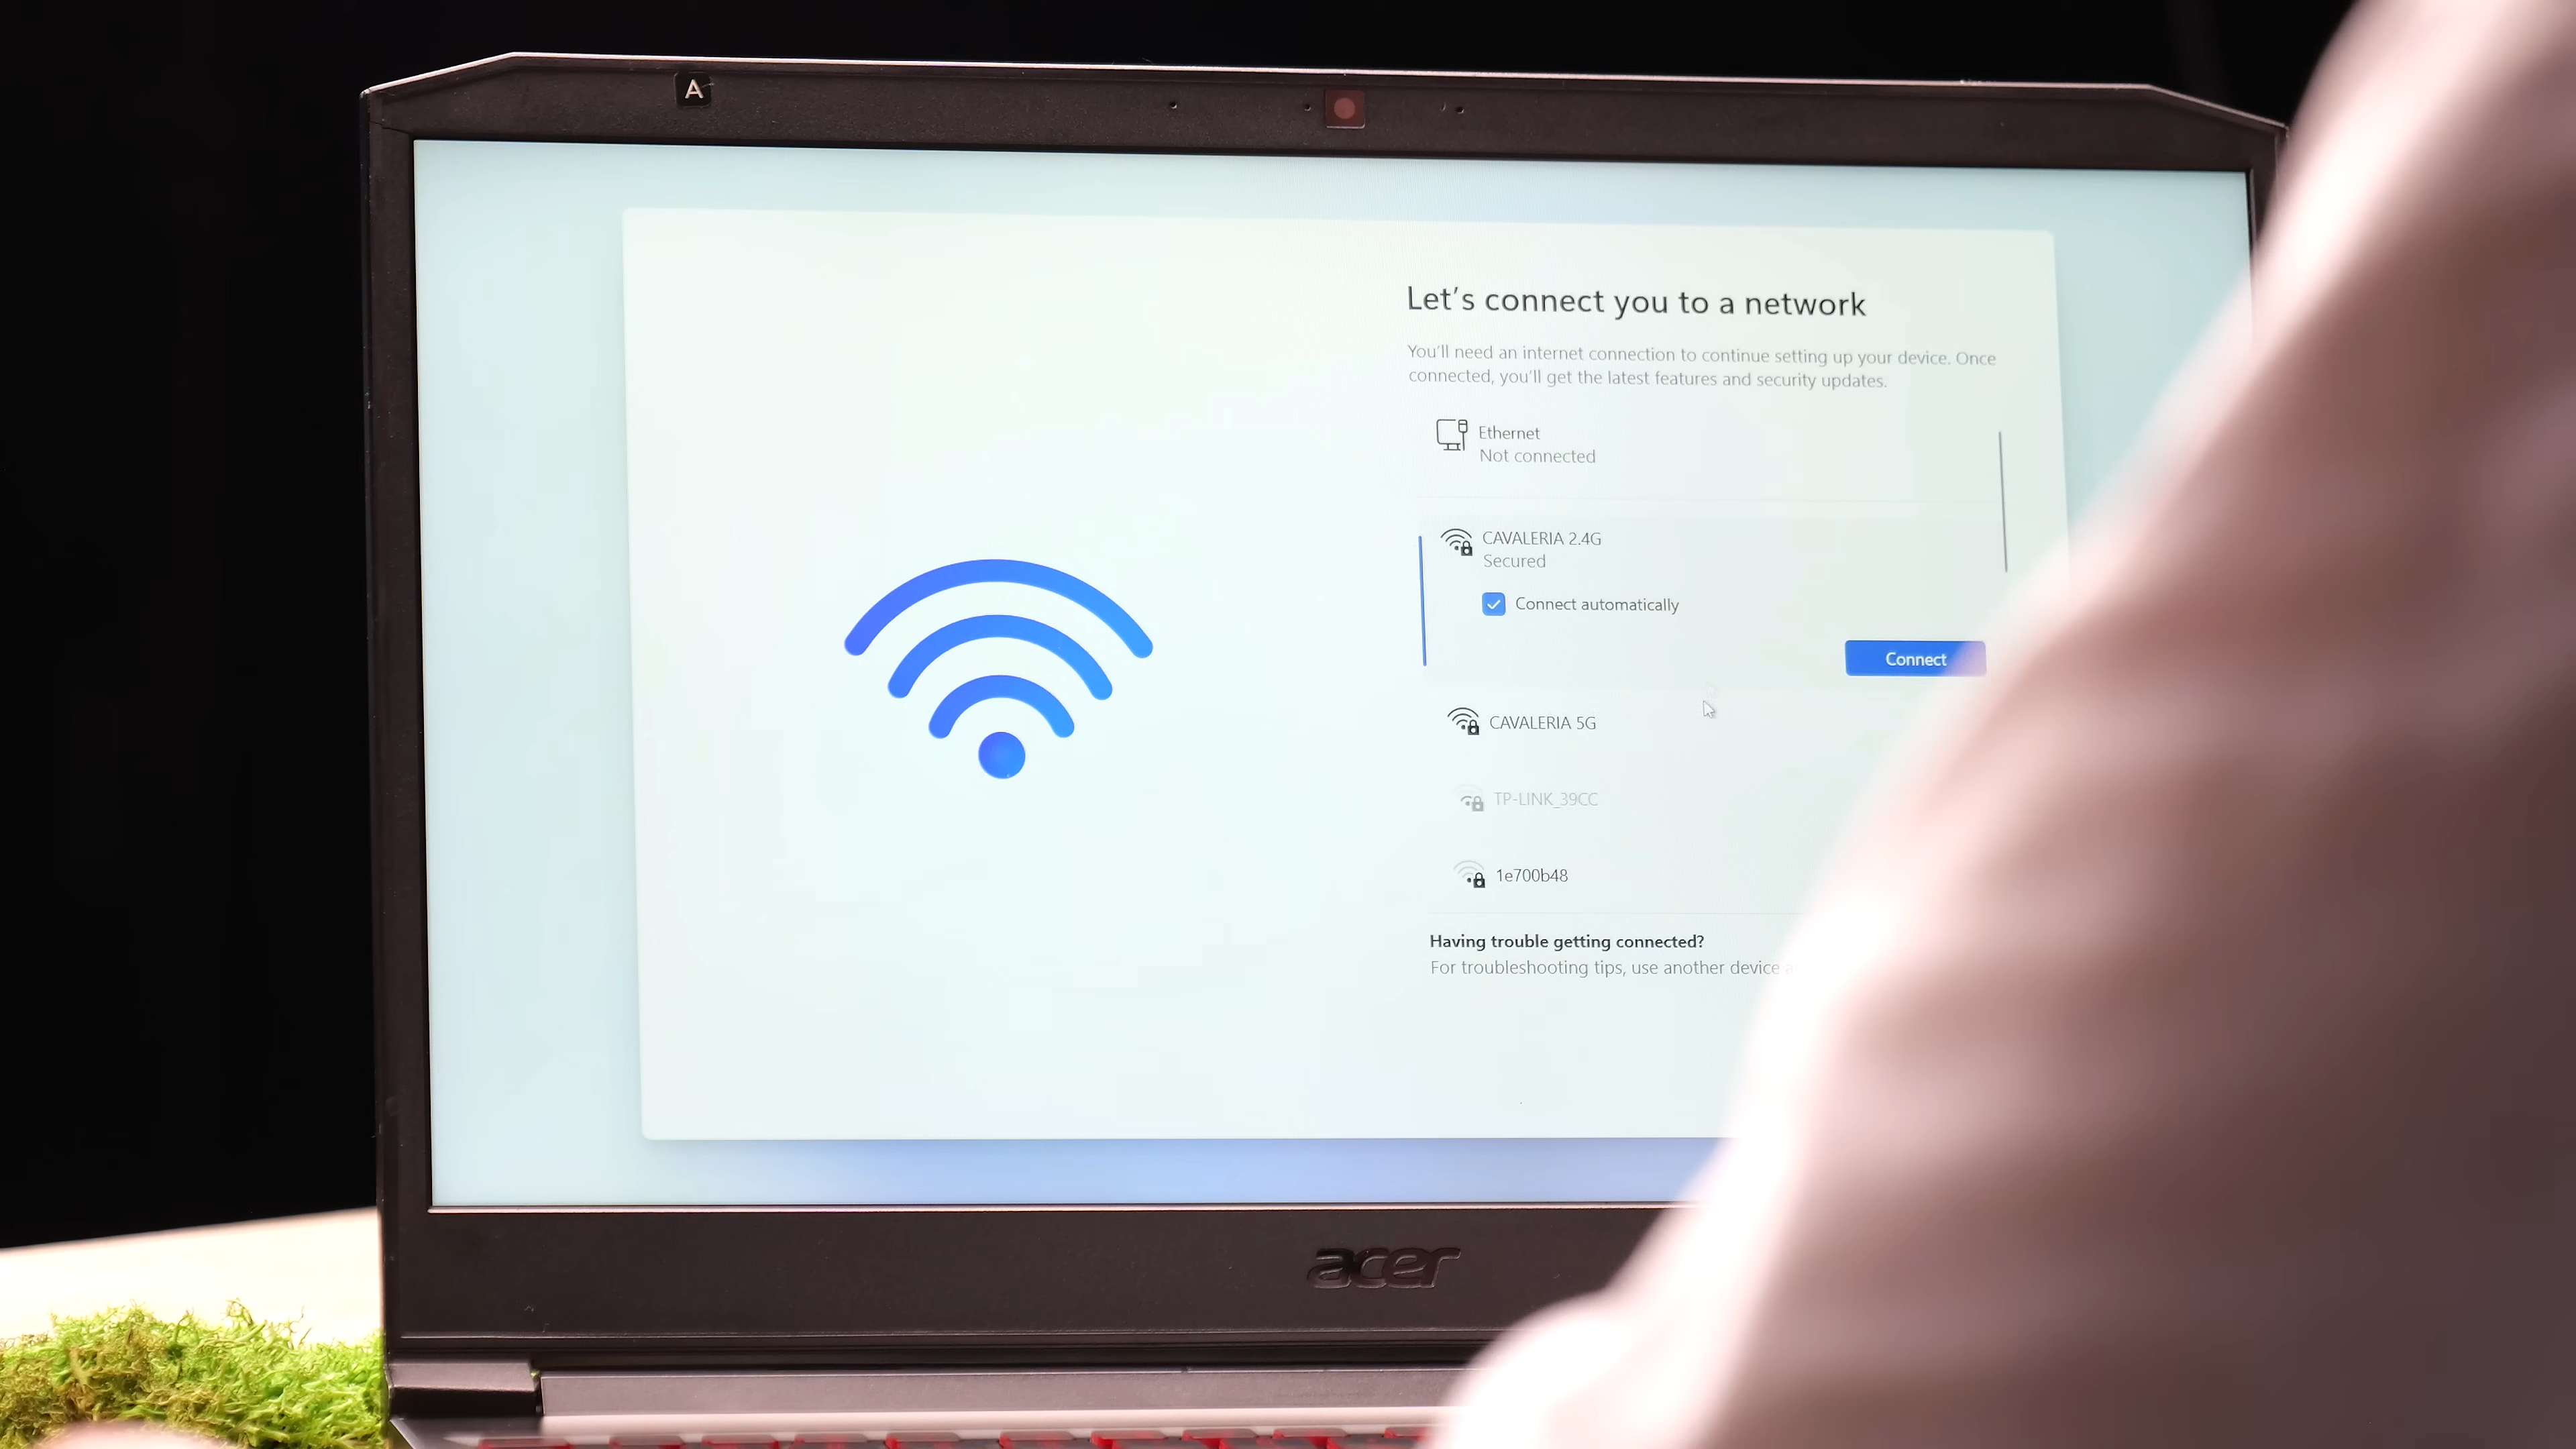 A
Let's connect you to a network
You'll need an internet connection to continue setting up your device. Once
connected, you'll get the latest features and security updates.
Ethernet
Not connected
CAVALERIA 2.4G
Secured
Connect automatically
Connect
CAVALERIA 5G
TP-LINK_39CC
1e700b48
Having trouble getting connected?
For troubleshooting tips, use another device
acer